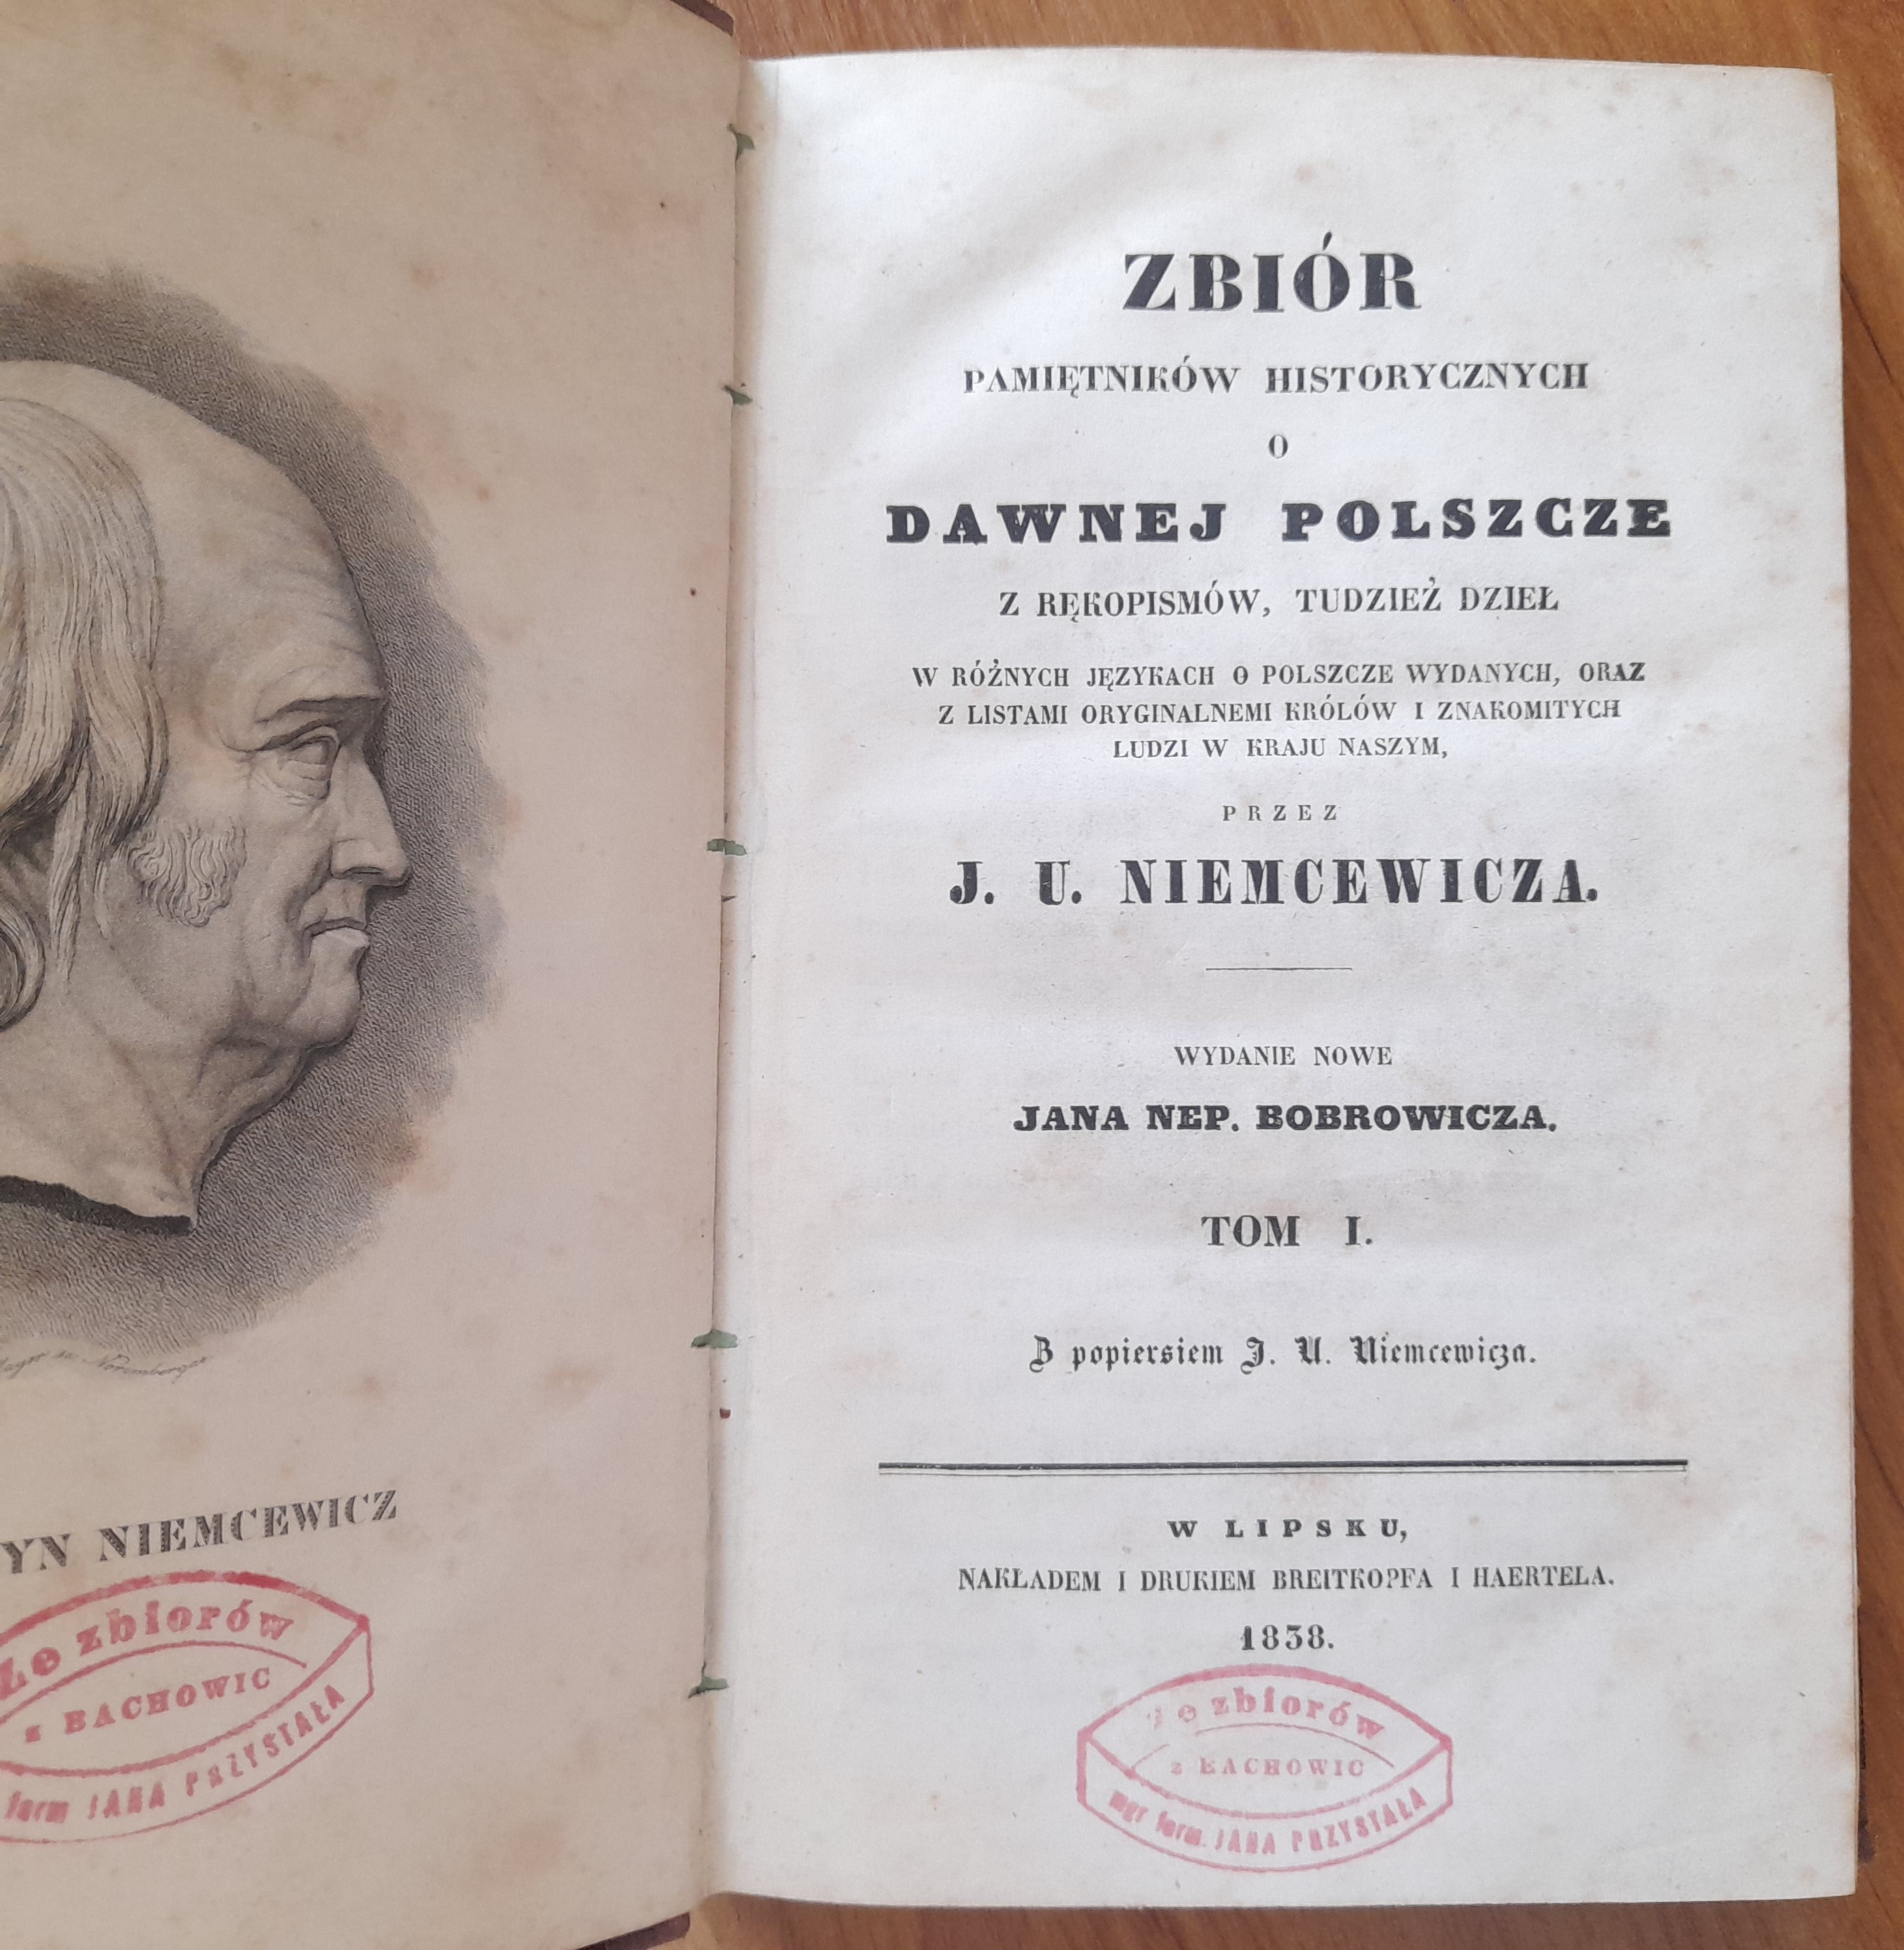 YN NIEMCEWICZ
Ze zbiorów
z BACHOWIC
farm JANA PRZYSTAŁA
ZBIÓR
PAMIĘTNIKÓW HISTORYCZNYCH
O
DAWNEJ POLSZCZE
Z RĘKOPISMÓW, TUDZIEŻ DZIEŁ
W RÓŻNYCH JĘZYKACH O POLSZCZE WYDANYCH, ORAZ
Z LISTAMI ORYGINALNEMI KRÓLÓW I ZNAKOMITYCH
LUDZI W KRAJU NASZYM,
PRZEZ
J. U. NIEMCEWICZA.
WYDANIE NOWE
JANA NEP. BOBROWICZA.
TOM I.
Z popiersiem J. U. Niemcewicza.
W LIPSKU,
NAKŁADEM I DRUKIEM BREITKOPFA I HAERTELA.
1838.
Ze zbiorów
z BACHOWIC
mgr farm. JANA PRZYSTAŁA